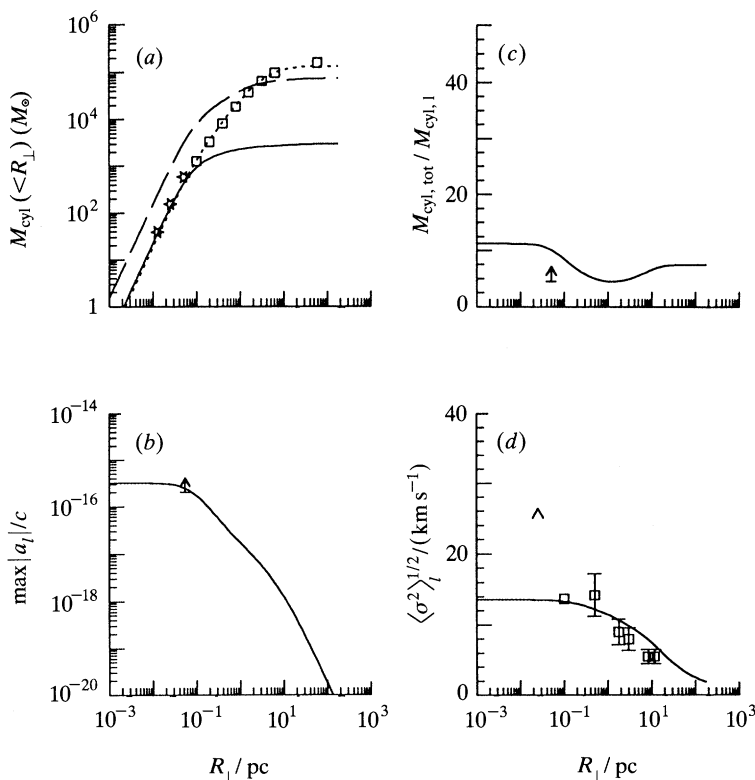 (a)
M_cyl (<R_⊥) (M_⊙)
10^6
10^4
10^2
1
(c)
M_cyl, tot / M_cyl, l
40
20
0
(b)
max |a_l|/c
10^−14
10^−16
10^−18
10^−20
10^−3 10^−1 10^1 10^3
R_⊥ / pc
(d)
⟨σ^2⟩_l^1/2 /(km s^−1)
40
20
0
10^−3 10^−1 10^1 10^3
R_⊥ / pc